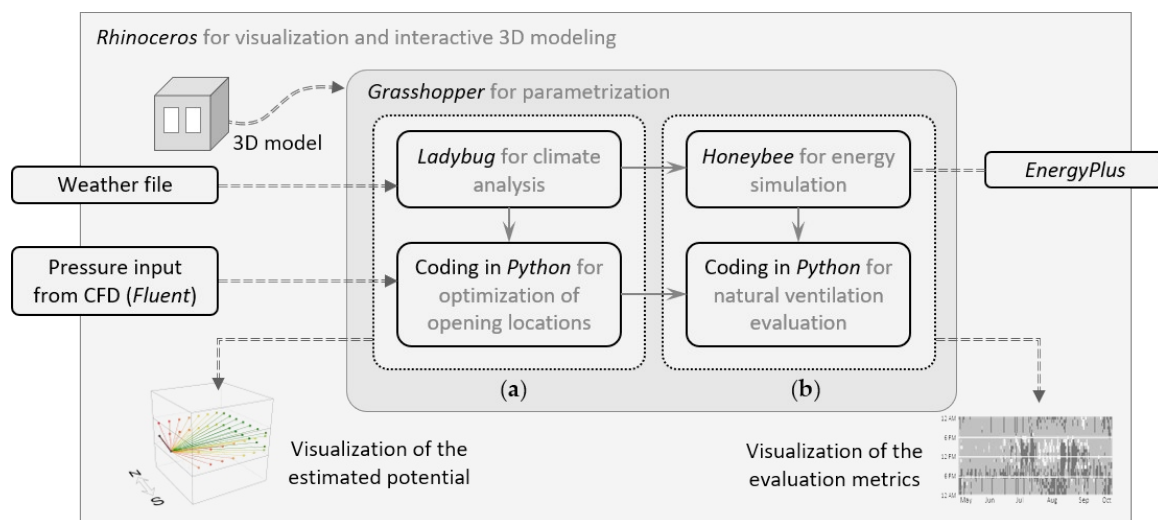 Rhinoceros for visualization and interactive 3D modeling
Grasshopper for parametrization
3D model
Ladybug for climate
analysis
Honeybee for energy
simulation
Weather file
EnergyPlus
Pressure input
from CFD (Fluent)
Coding in Python for
optimization of
opening locations
Coding in Python for
natural ventilation
evaluation
(a)
(b)
N
S
Visualization of the
estimated potential
Visualization of the
evaluation metrics
12 AM
6 PM
12 PM
6 AM
12 AM
May Jun Jul Aug Sep Oct